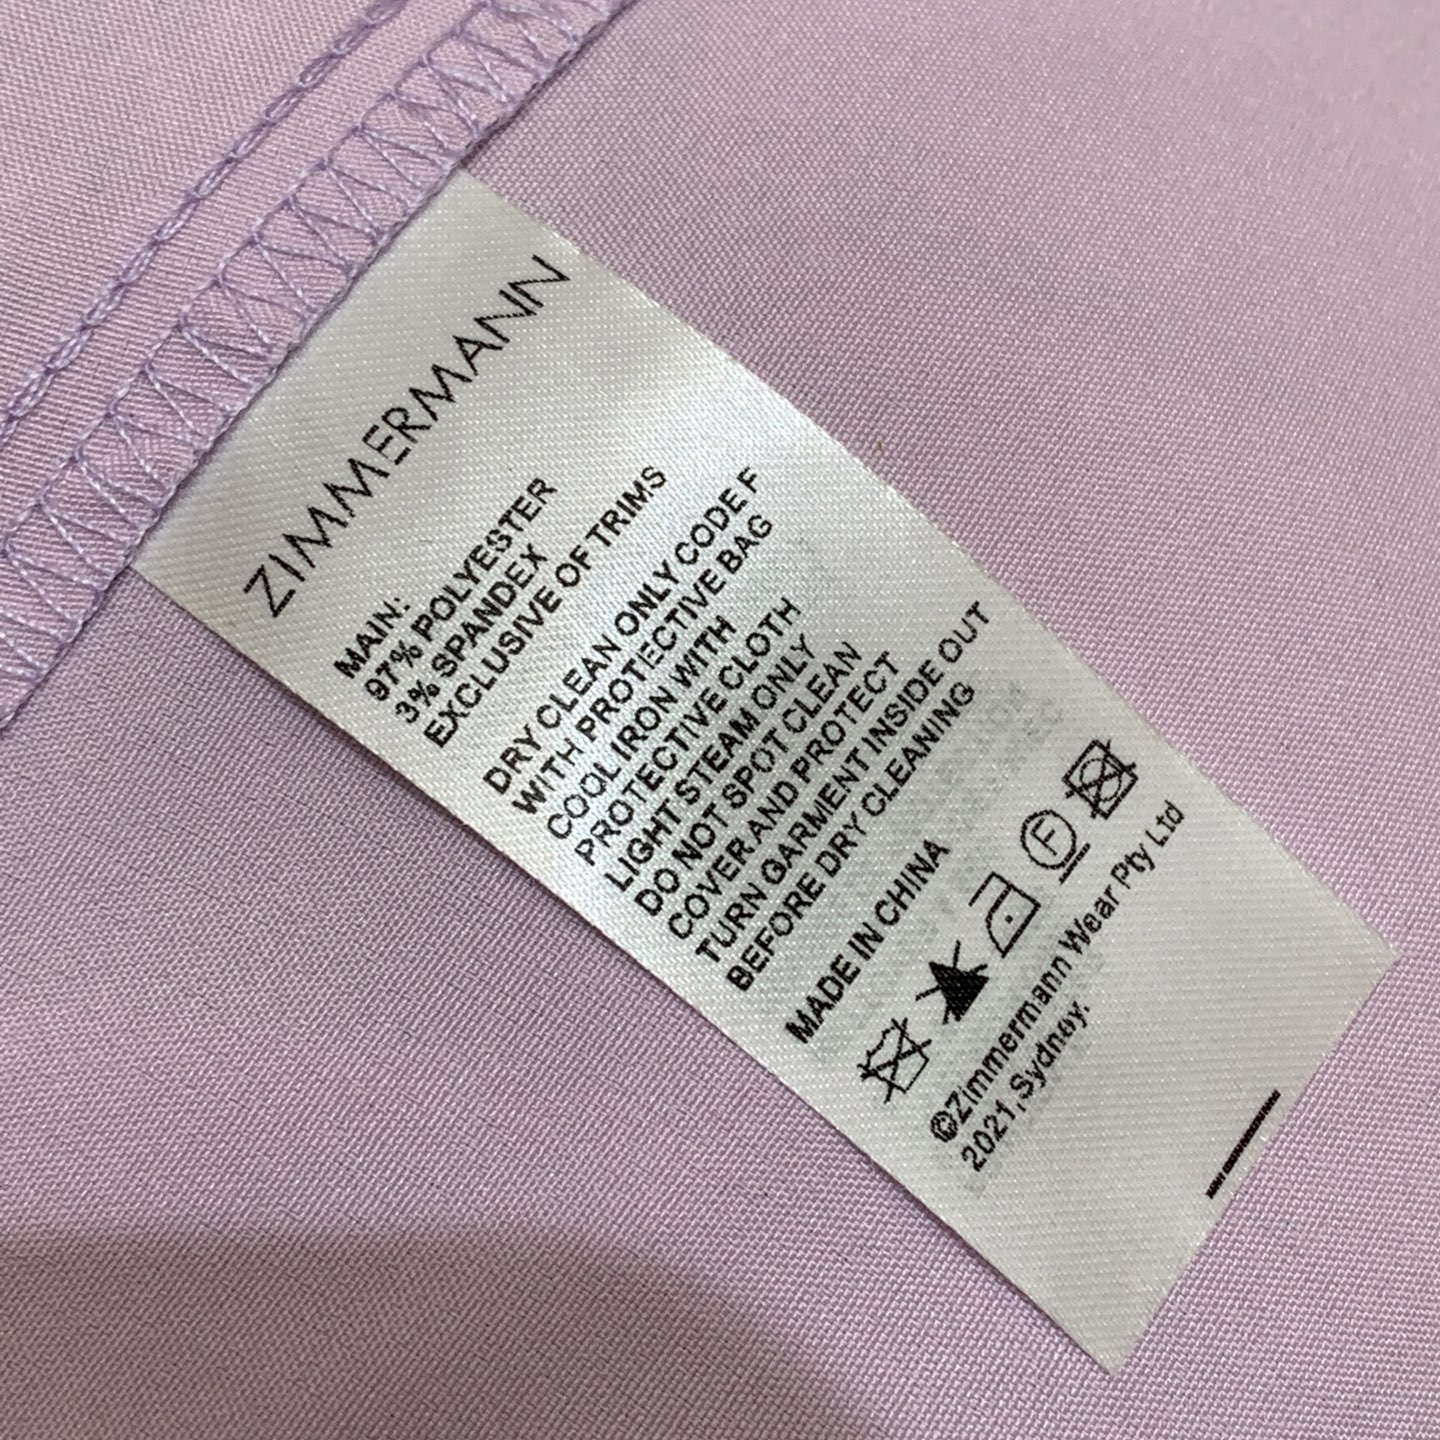 ZIMMERMANN
MAIN:
97% POLYESTER
3% SPANDEX
EXCLUSIVE OF TRIMS
DRY CLEAN ONLY CODE F
WITH PROTECTIVE BAG
COOL IRON WITH
PROTECTIVE CLOTH
LIGHT STEAM ONLY
DO NOT SPOT CLEAN
COVER AND PROTECT
TURN GARMENT INSIDE OUT
BEFORE DRY CLEANING
MADE IN CHINA
F
©Zimmermann Wear Pty Ltd
2021,Sydney.